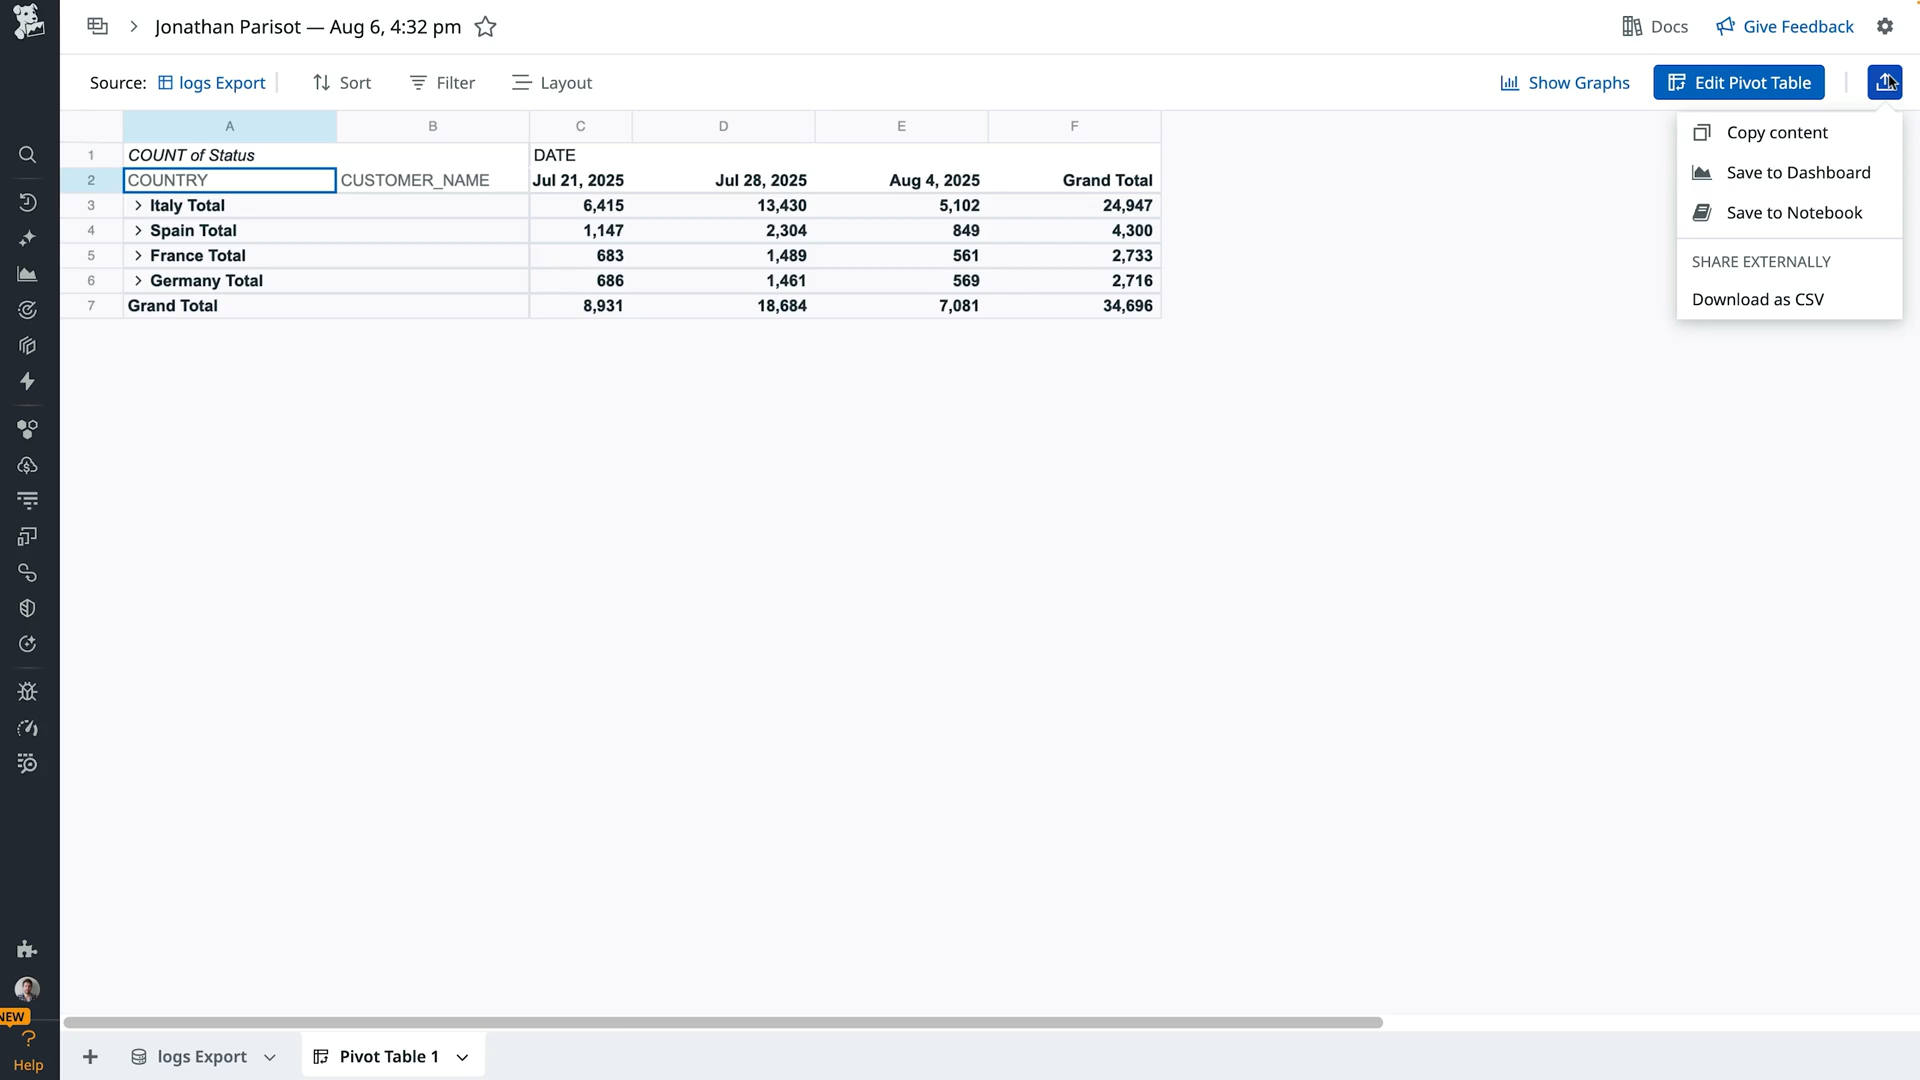 Jonathan Parisot — Aug 6, 4:32 pm
Docs
Give Feedback
Source: logs Export
Sort
Filter
Layout
Show Graphs
Edit Pivot Table
A B C D E F
1 COUNT of Status DATE
2 COUNTRY CUSTOMER_NAME Jul 21, 2025 Jul 28, 2025 Aug 4, 2025 Grand Total
3 Italy Total 6,415 13,430 5,102 24,947
4 Spain Total 1,147 2,304 849 4,300
5 France Total 683 1,489 561 2,733
6 Germany Total 686 1,461 569 2,716
7 Grand Total 8,931 18,684 7,081 34,696
Copy content
Save to Dashboard
Save to Notebook
SHARE EXTERNALLY
Download as CSV
NEW
Help
logs Export
Pivot Table 1